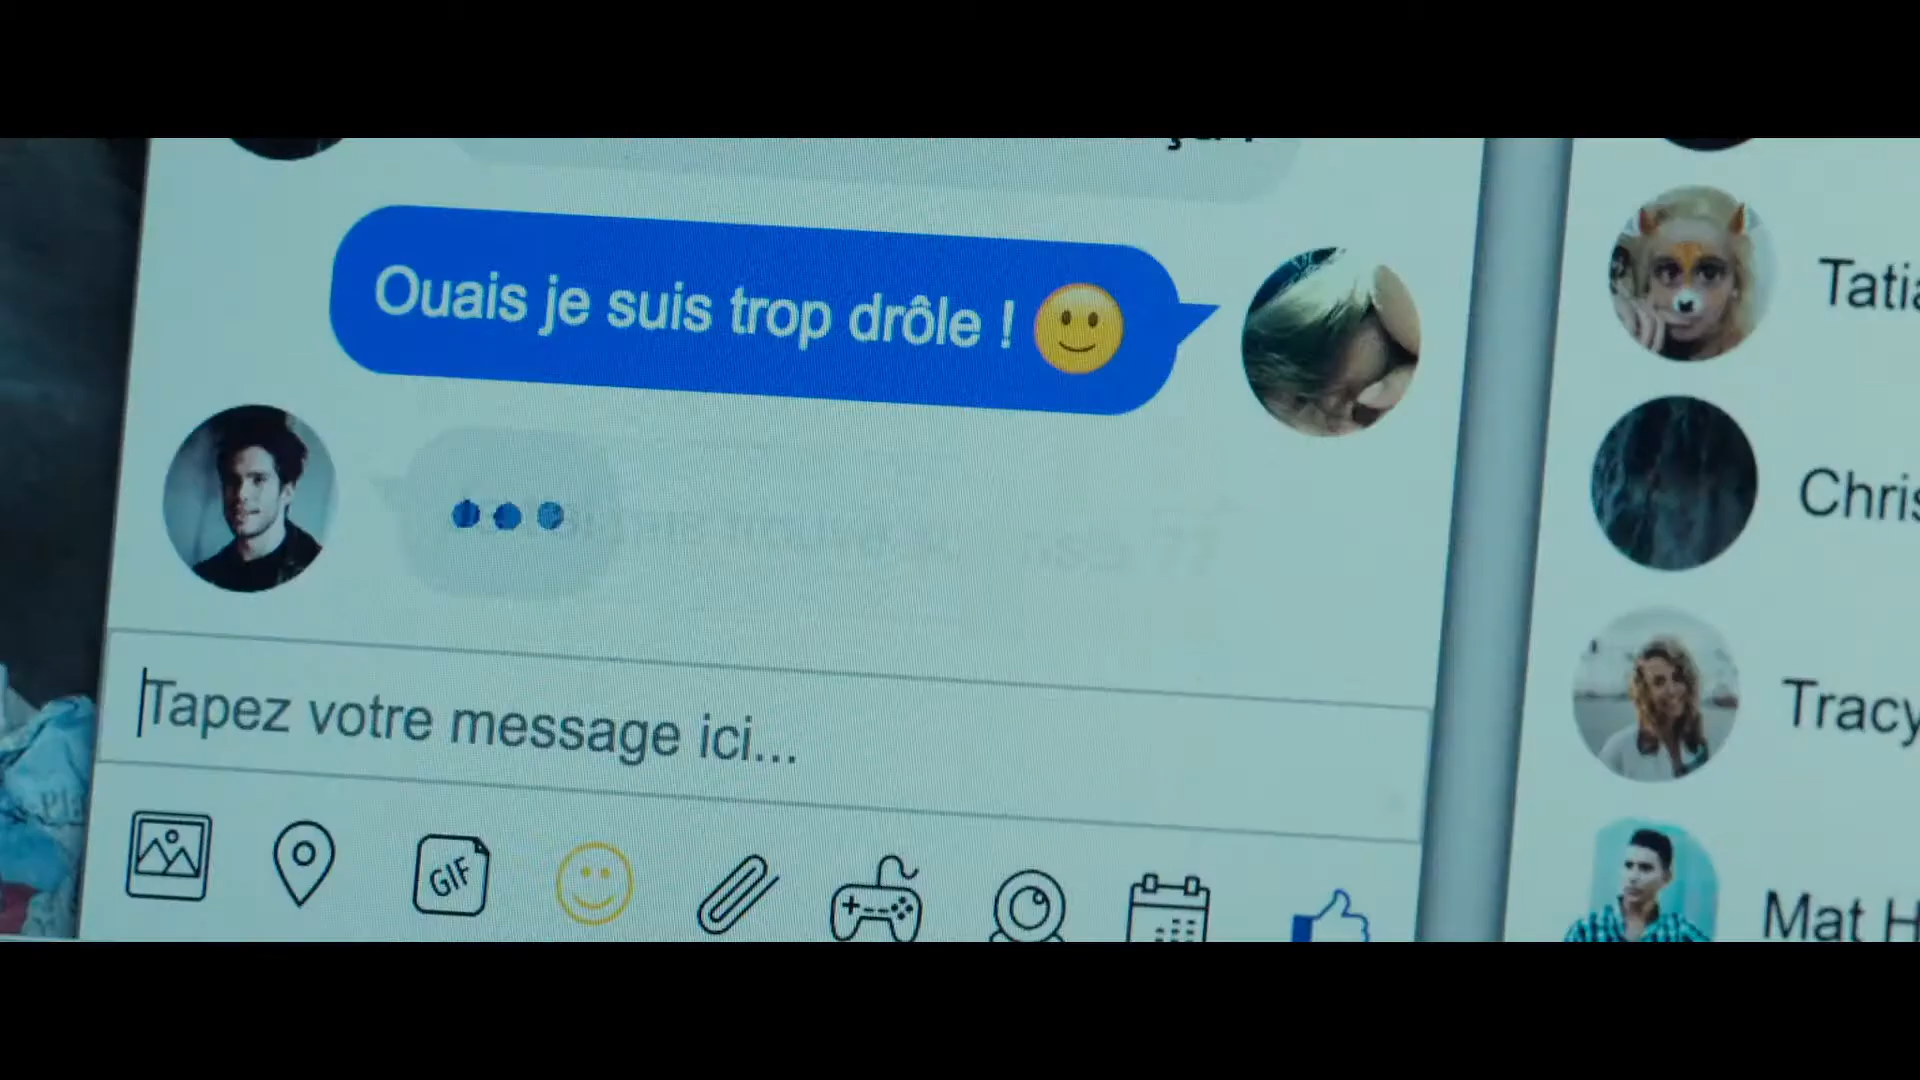 Ouais je suis trop drôle ! 🙂
Tapez votre message ici...
GIF
Tatia
Chris
Tracy
Mat H